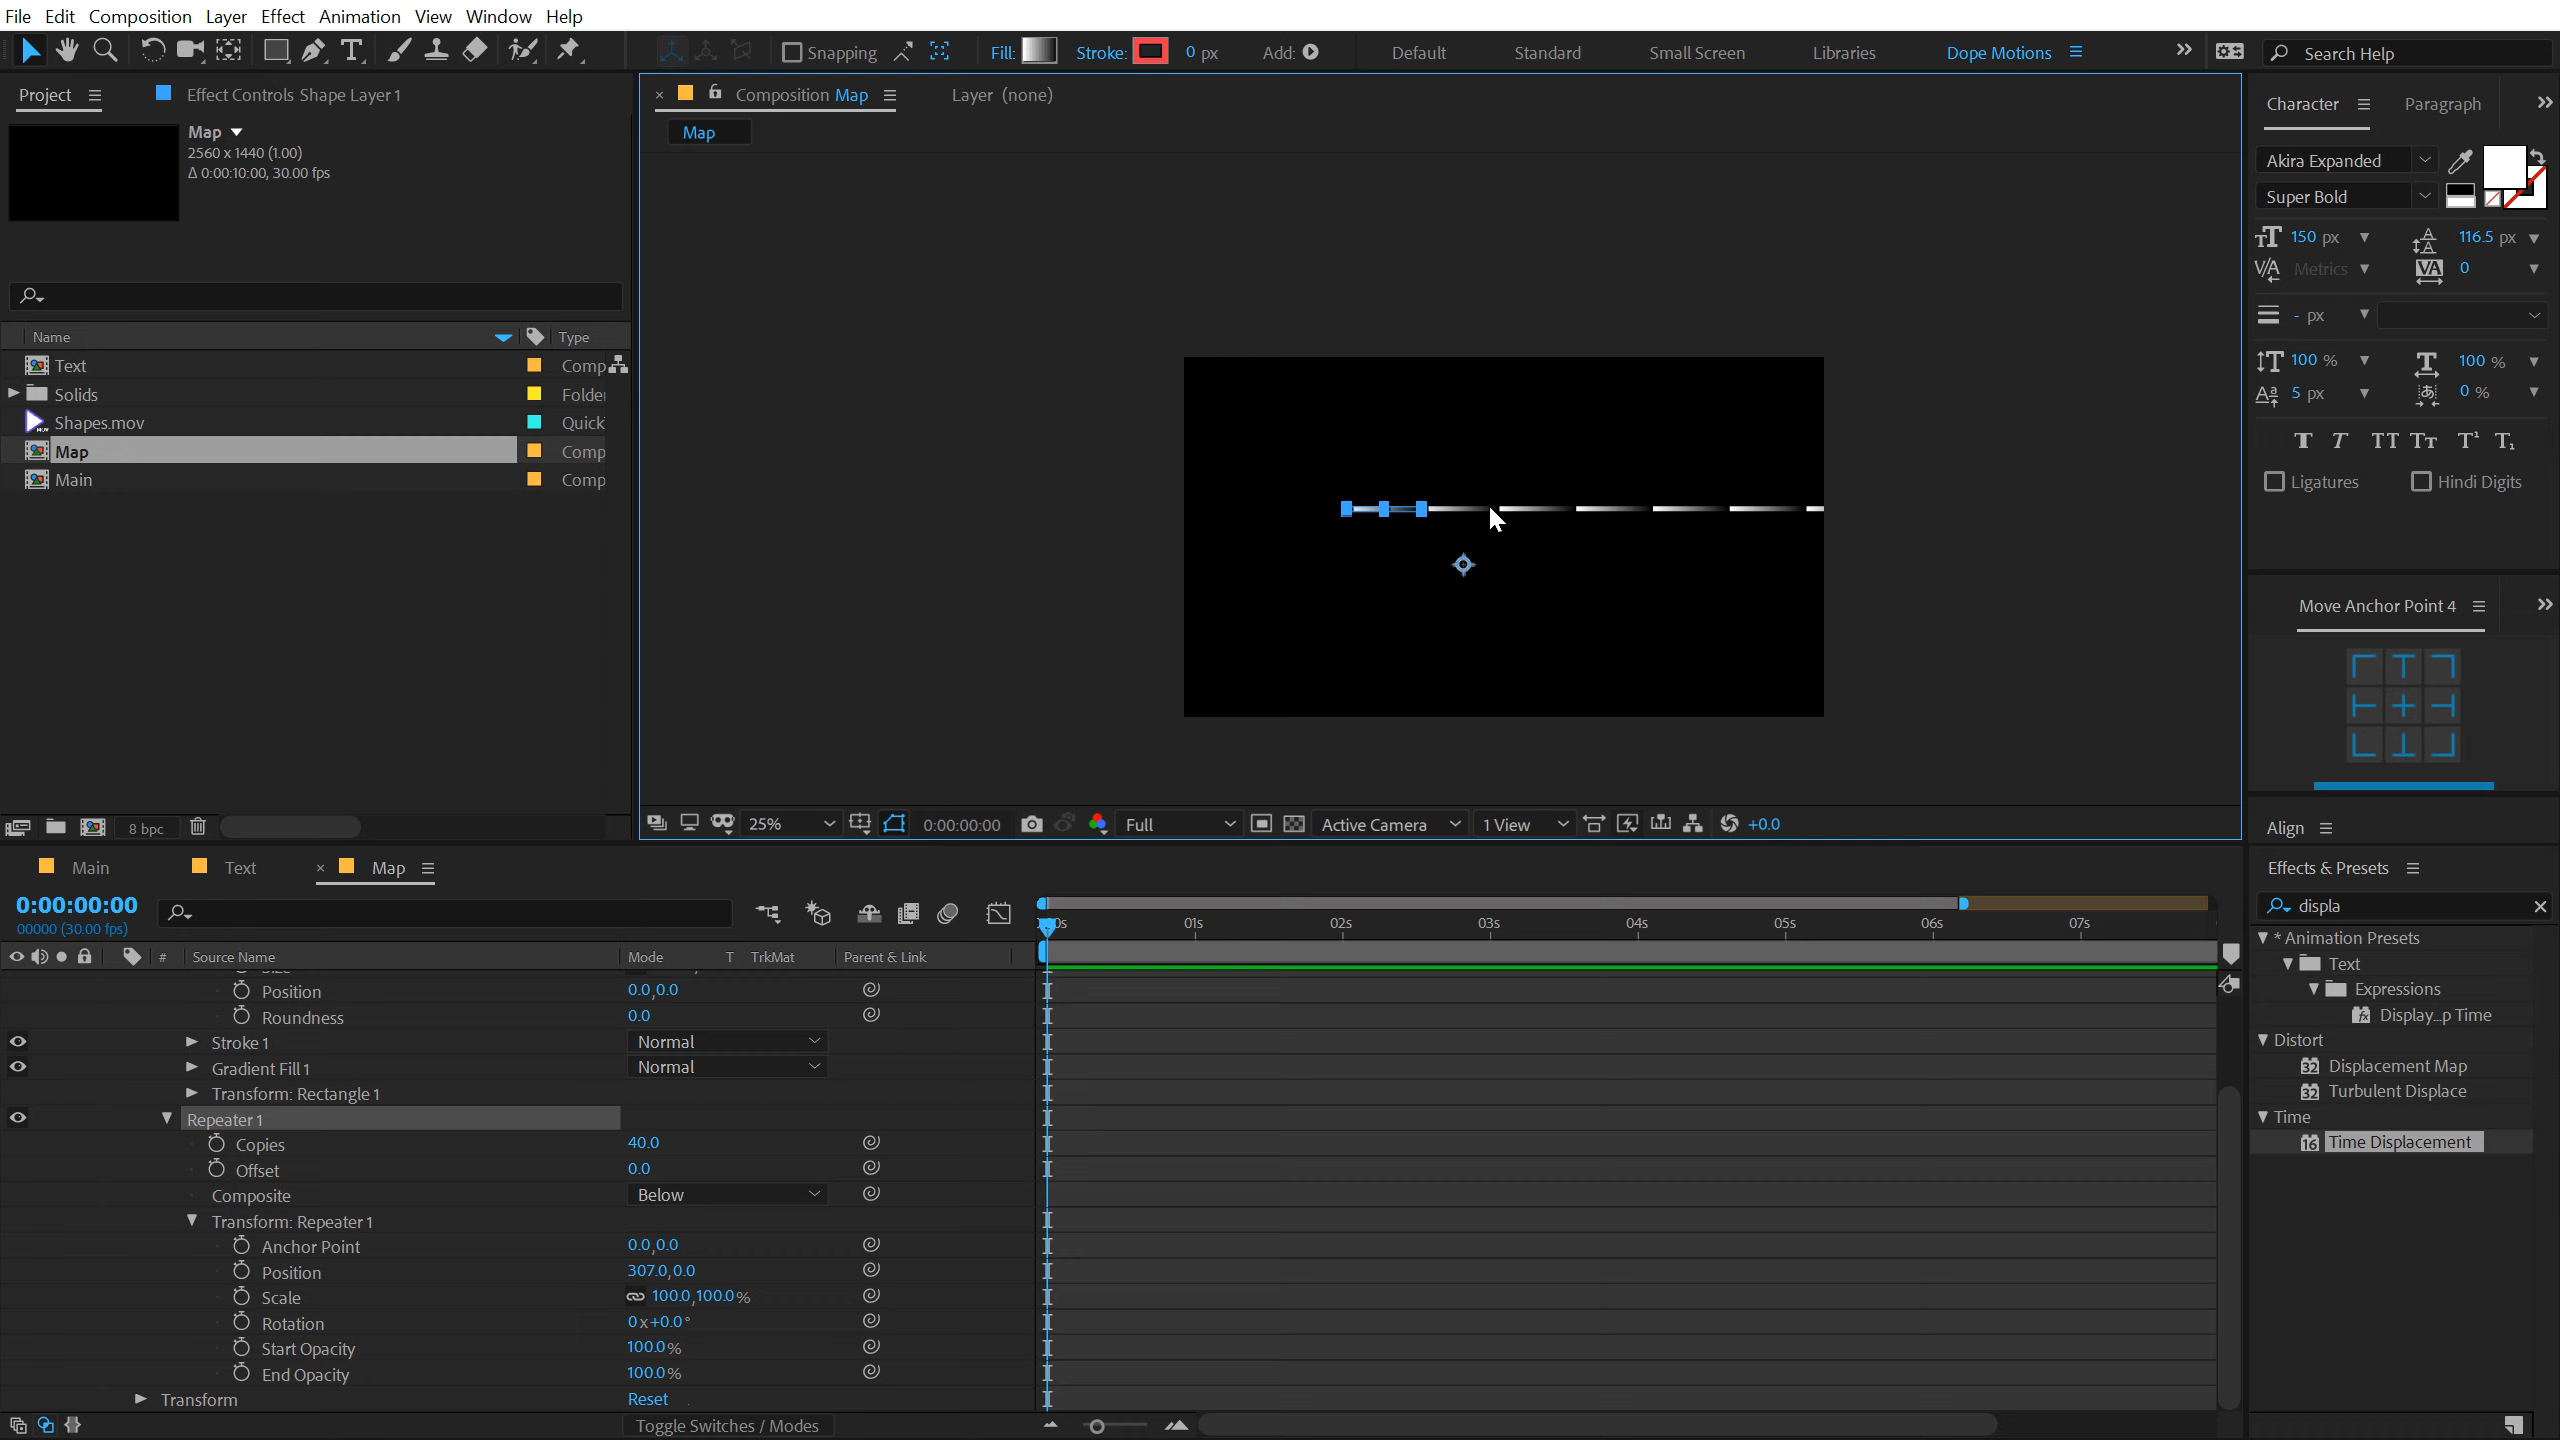 File Edit Composition Layer Effect Animation View Window Help
Snapping Fill: Stroke: 0 px Add: Default Standard Small Screen Libraries Dope Motions Search Help
Project Effect Controls Shape Layer 1
Map
2560 x 1440 (1.00)
Δ 0:00:10:00, 30.00 fps
Name Type
Text Comp
Solids Folder
Shapes.mov Quick
Map Comp
Main Comp
8 bpc
Composition Map Layer (none)
Map
25% 0:00:00:00 Full Active Camera 1 View +0.0
Character Paragraph
Akira Expanded
Super Bold
150 px 116.5 px
Metrics 0
- px
100 % 100 %
5 px 0 %
Ligatures Hindi Digits
Move Anchor Point 4
Align
Effects & Presets
displa
* Animation Presets
Text
Expressions
Display...p Time
Distort
32 Displacement Map
32 Turbulent Displace
Time
16 Time Displacement
Main Text Map
0:00:00:00
00000 (30.00 fps)
01s 02s 03s 04s 05s 06s 07s
# Source Name Mode T TrkMat Parent & Link
Position 0.0,0.0
Roundness 0.0
Stroke 1 Normal
Gradient Fill 1 Normal
Transform: Rectangle 1
Repeater 1
Copies 40.0
Offset 0.0
Composite Below
Transform: Repeater 1
Anchor Point 0.0,0.0
Position 307.0,0.0
Scale 100.0,100.0%
Rotation 0x+0.0°
Start Opacity 100.0%
End Opacity 100.0%
Transform Reset
Toggle Switches / Modes